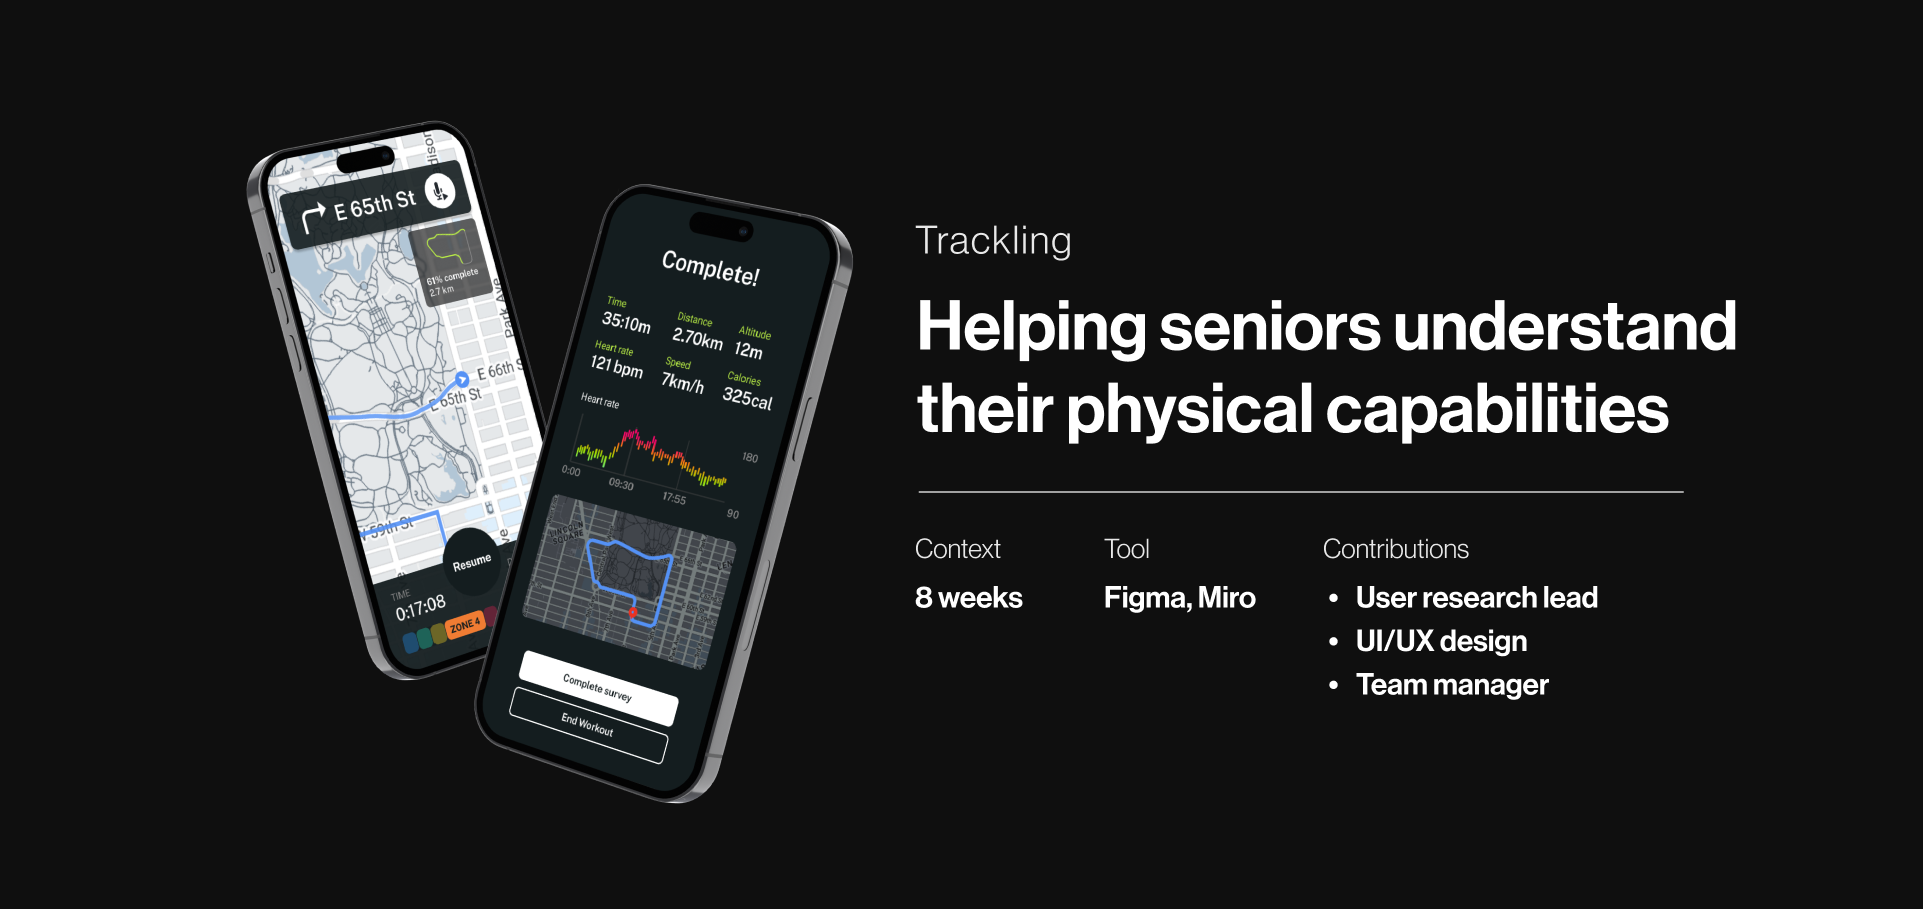 E 65th St
61% complete
2.7 km
Park Ave
E 66th S
E 65th St
59th St
Resume
TIME
0:17:08
ZONE 4
Complete!
Time
35:10m
Distance
2.70km
Altitude
12m
Heart rate
121 bpm
Speed
7km/h
Calories
325cal
Heart rate
180
0:00
09:30
17:55
90
LINCOLN
SQUARE
Complete survey
End Workout
Trackling
Helping seniors understand
their physical capabilities
Context
8 weeks
Tool
Figma, Miro
Contributions
• User research lead
• UI/UX design
• Team manager